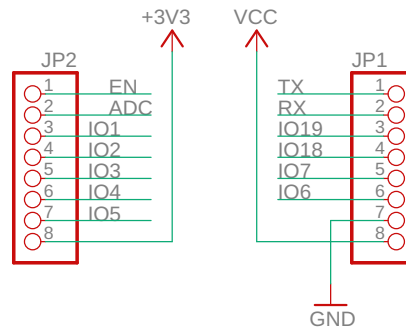 +3V3 VCC
JP2 JP1
1 EN TX 1
2 ADC RX 2
3 IO1 IO19 3
4 IO2 IO18 4
5 IO3 IO7 5
6 IO4 IO6 6
7 IO5 7
8 8
GND